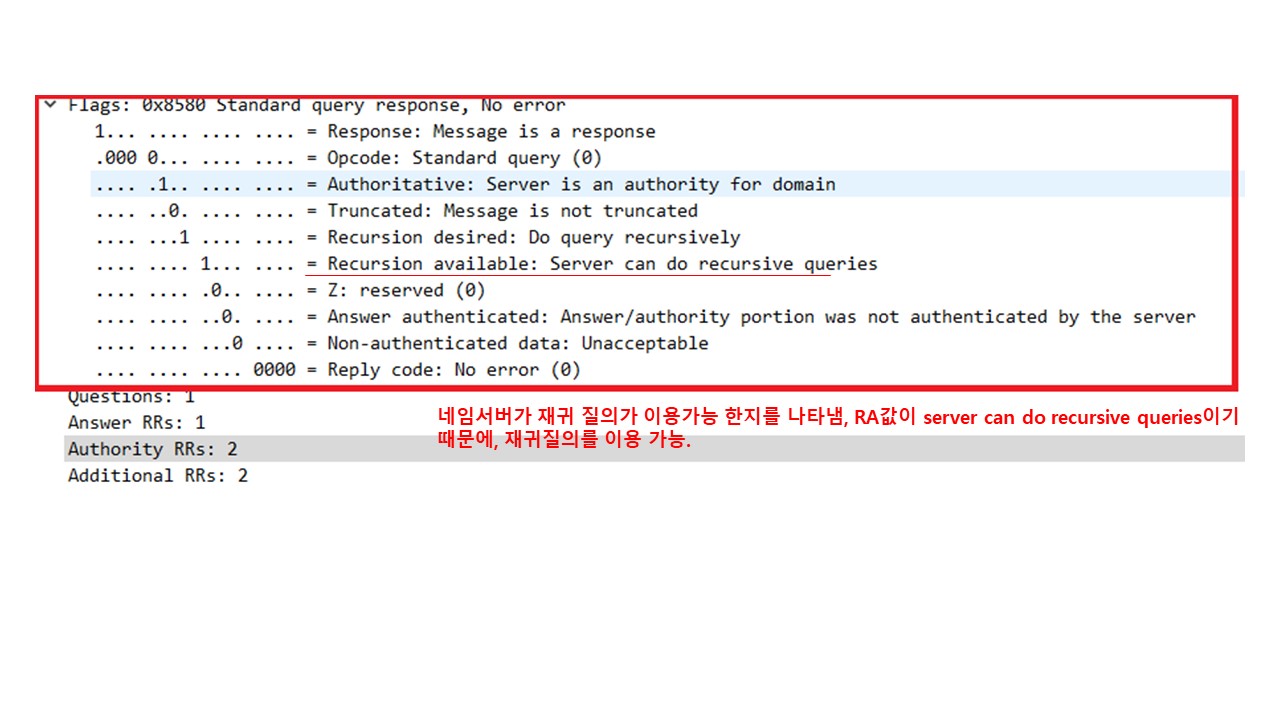 Flags: 0x8580 Standard query response, No error
1... .... .... .... = Response: Message is a response
.000 0... .... .... = Opcode: Standard query (0)
.... .1.. .... .... = Authoritative: Server is an authority for domain
.... ..0. .... .... = Truncated: Message is not truncated
.... ...1 .... .... = Recursion desired: Do query recursively
.... .... 1... .... = Recursion available: Server can do recursive queries
.... .... .0.. .... = Z: reserved (0)
.... .... ..0. .... = Answer authenticated: Answer/authority portion was not authenticated by the server
.... .... ...0 .... = Non-authenticated data: Unacceptable
.... .... .... 0000 = Reply code: No error (0)
Questions: 1
Answer RRs: 1
Authority RRs: 2
Additional RRs: 2
네임서버가 재귀 질의가 이용가능 한지를 나타냄, RA값이 server can do recursive queries이기
때문에, 재귀질의를 이용 가능.